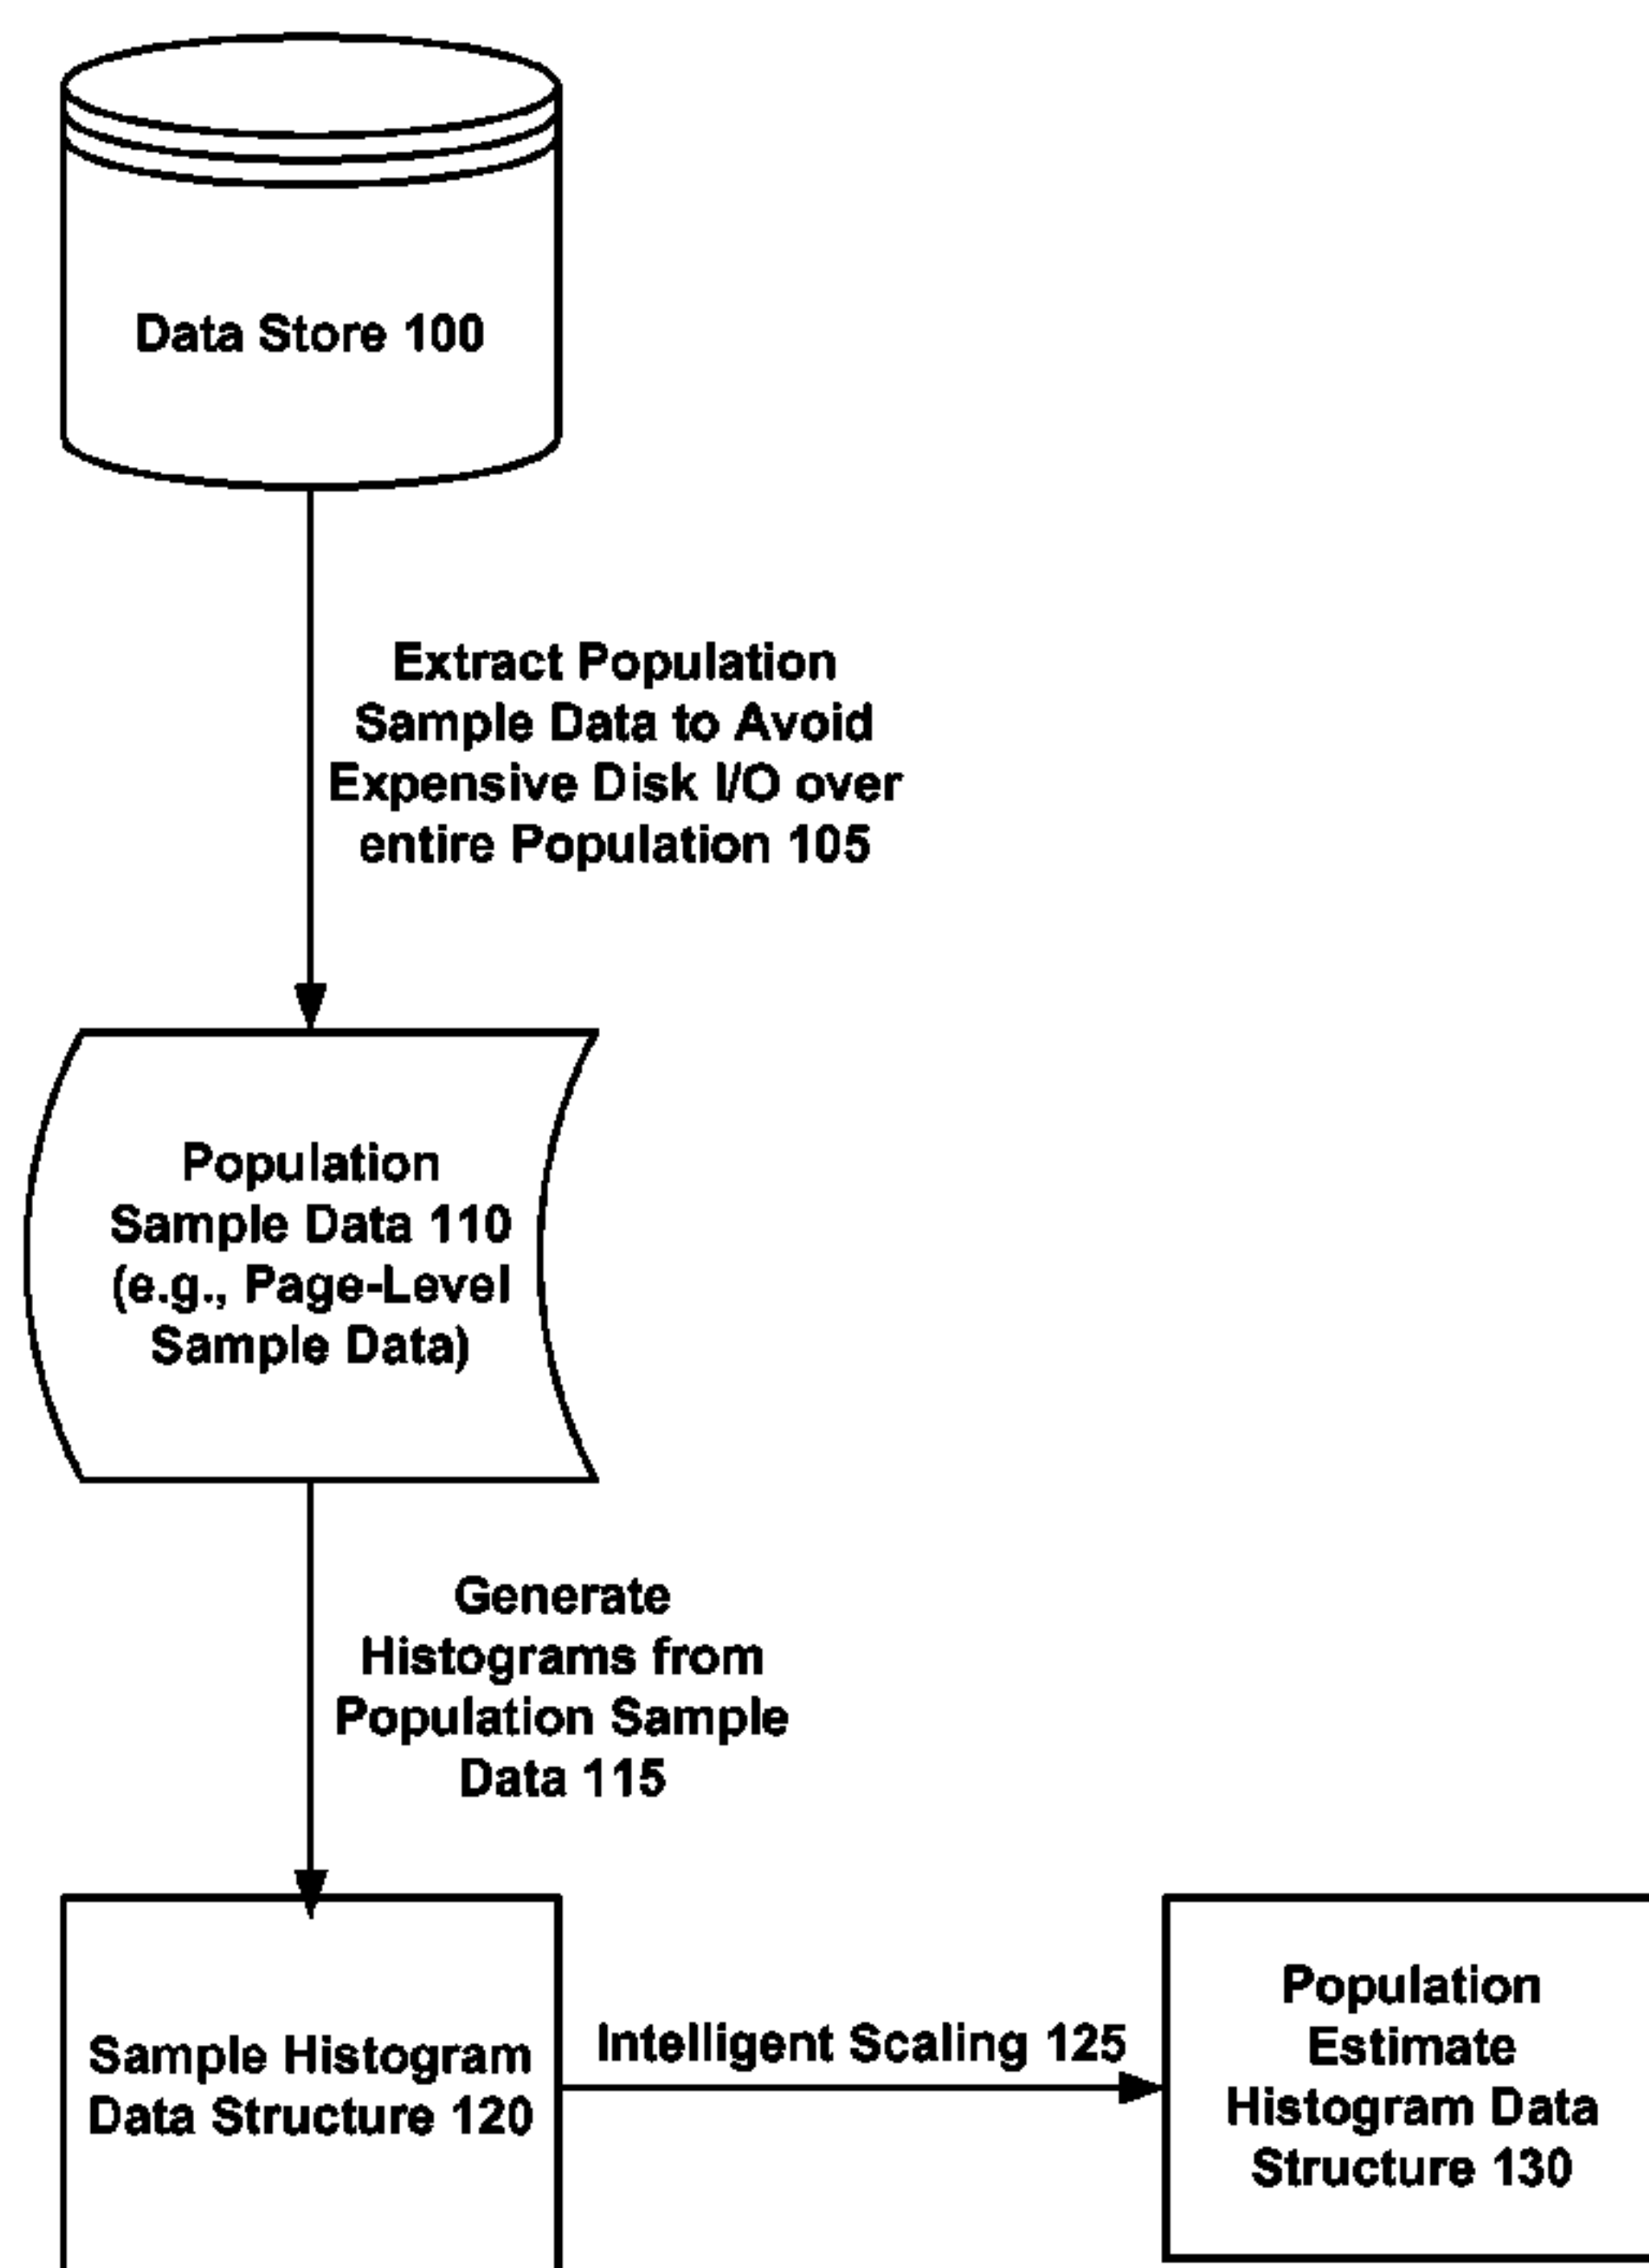 Data Store 100
Extract Population
Sample Data to Avoid
Expensive Disk I/O over
entire Population 105
Population
Sample Data 110
(e.g., Page-Level
Sample Data)
Generate
Histograms from
Population Sample
Data 115
Sample Histogram
Data Structure 120
Intelligent Scaling 125
Population
Estimate
Histogram Data
Structure 130